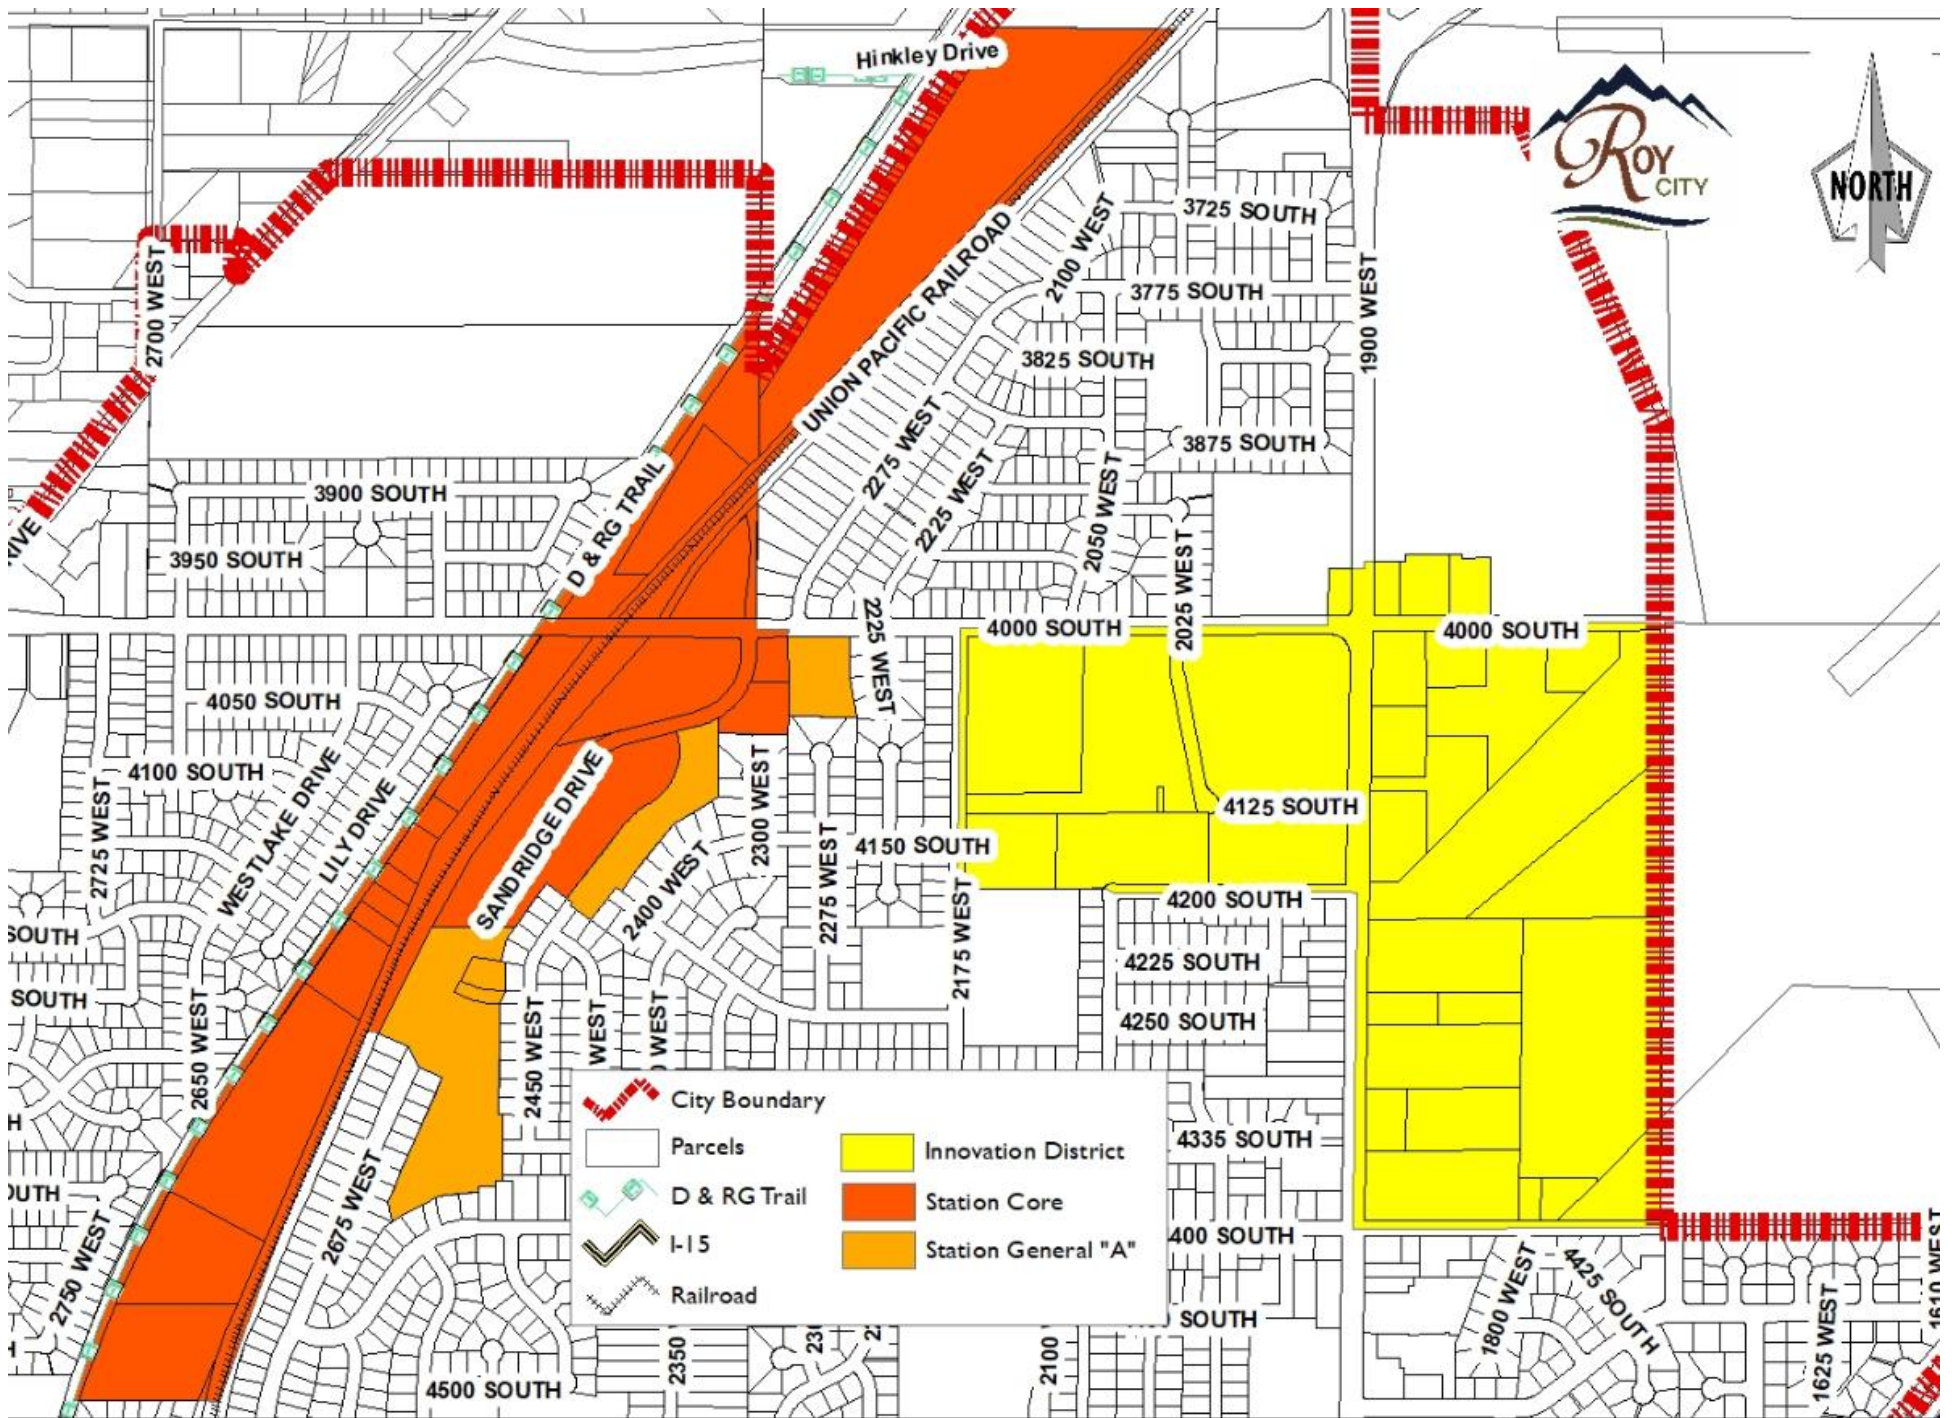 Hinkley Drive
ROY
CITY
NORTH
3725 SOUTH
2100 WEST
UNION PACIFIC RAILROAD
3775 SOUTH
2700 WEST
1900 WEST
3825 SOUTH
2275 WEST
3875 SOUTH
2225 WEST
2050 WEST
3900 SOUTH
D & RG TRAIL
3950 SOUTH
2025 WEST
2225 WEST
4000 SOUTH
4000 SOUTH
4050 SOUTH
4100 SOUTH
WESTLAKE DRIVE
LILY DRIVE
SANDRIDGE DRIVE
2300 WEST
4125 SOUTH
2725 WEST
2275 WEST
4150 SOUTH
2400 WEST
2175 WEST
4200 SOUTH
SOUTH
4225 SOUTH
SOUTH
2650 WEST
2450 WEST
WEST
WEST
4250 SOUTH
City Boundary
Parcels
D & RG Trail
I-15
Railroad
Innovation District
Station Core
Station General "A"
4335 SOUTH
2675 WEST
2750 WEST
400 SOUTH
SOUTH
1800 WEST
4425 SOUTH
1625 WEST
1610 WEST
4500 SOUTH
2350
2100